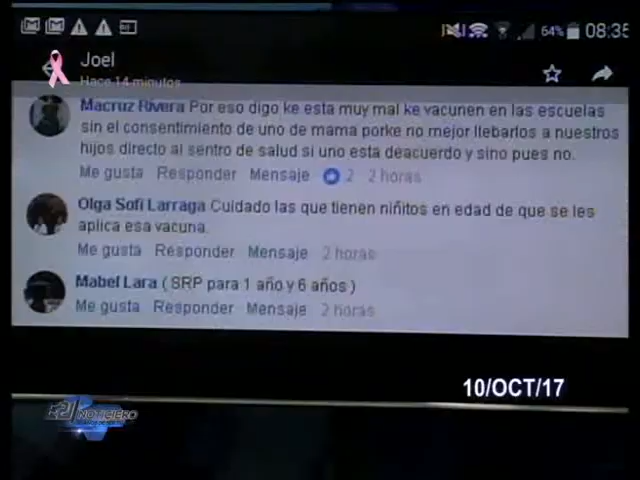 64% 08:35
Joel
Hace 14 minutos
Macruz Rivera Por eso digo ke esta muy mal ke vacunen en las escuelas
sin el consentimiento de uno de mama porke no mejor llebarlos a nuestros
hijos directo al sentro de salud si uno esta deacuerdo y sino pues no.
Me gusta Responder Mensaje 2 2 horas
Olga Sofi Larraga Cuidado las que tienen niñitos en edad de que se les
aplica esa vacuna.
Me gusta Responder Mensaje 2 horas
Mabel Lara ( SRP para 1 año y 6 años )
Me gusta Responder Mensaje 2 horas
10/OCT/17
NOTICIERO